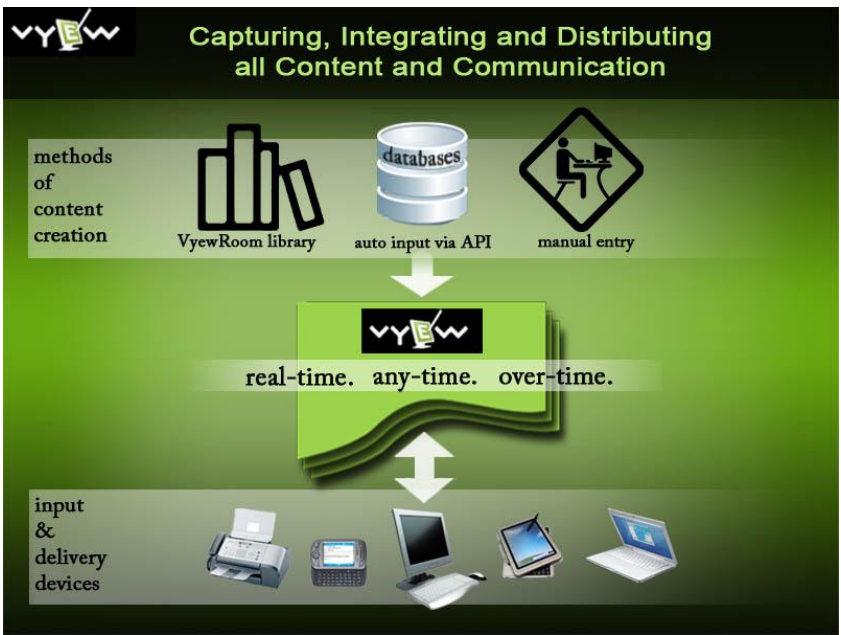 VYEW
Capturing, Integrating and Distributing
all Content and Communication
methods
of
content
creation
databases
VyewRoom library
auto input via API
manual entry
VYEW
real-time. any-time. over-time.
input
&
delivery
devices